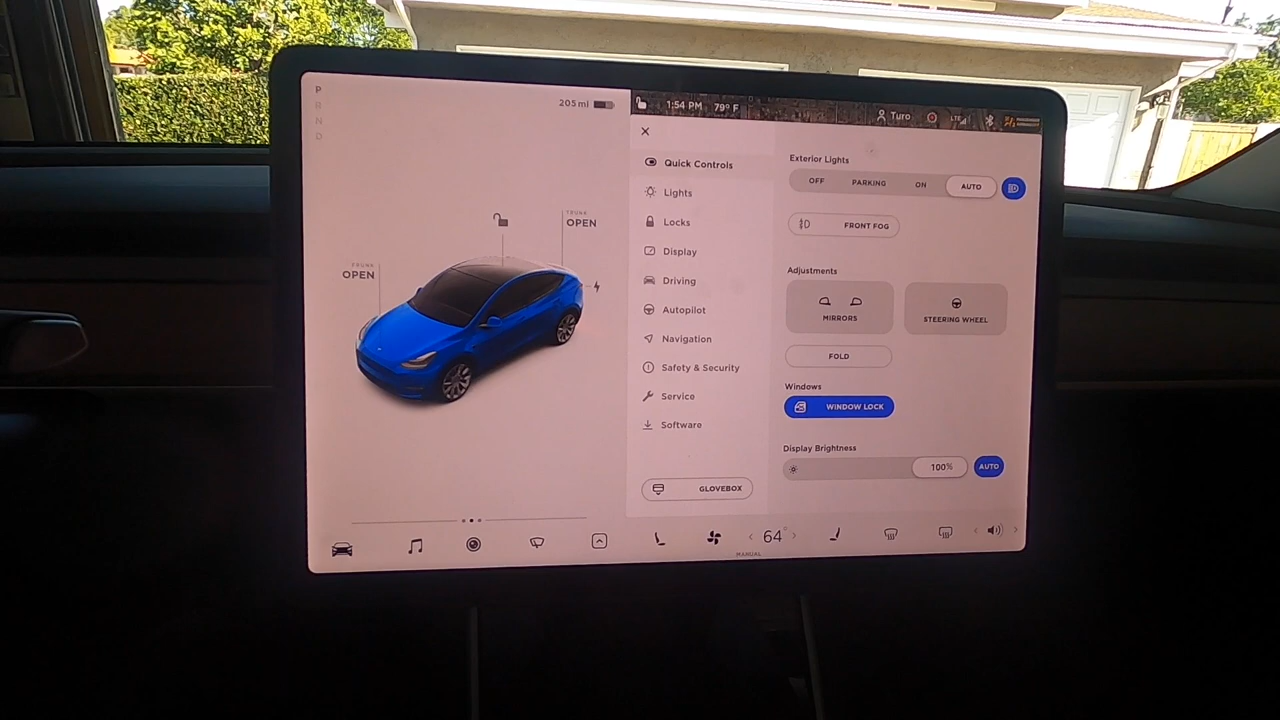 P
R
N
D
205 mi
TRUNK
OPEN
OPEN
1:54 PM 79° F
Turo
LTE
Quick Controls
Lights
Locks
Display
Driving
Autopilot
Navigation
Safety & Security
Service
Software
GLOVEBOX
Exterior Lights
OFF PARKING ON AUTO
FRONT FOG
Adjustments
MIRRORS
STEERING WHEEL
FOLD
Windows
WINDOW LOCK
Display Brightness
100% AUTO
64°
MANUAL